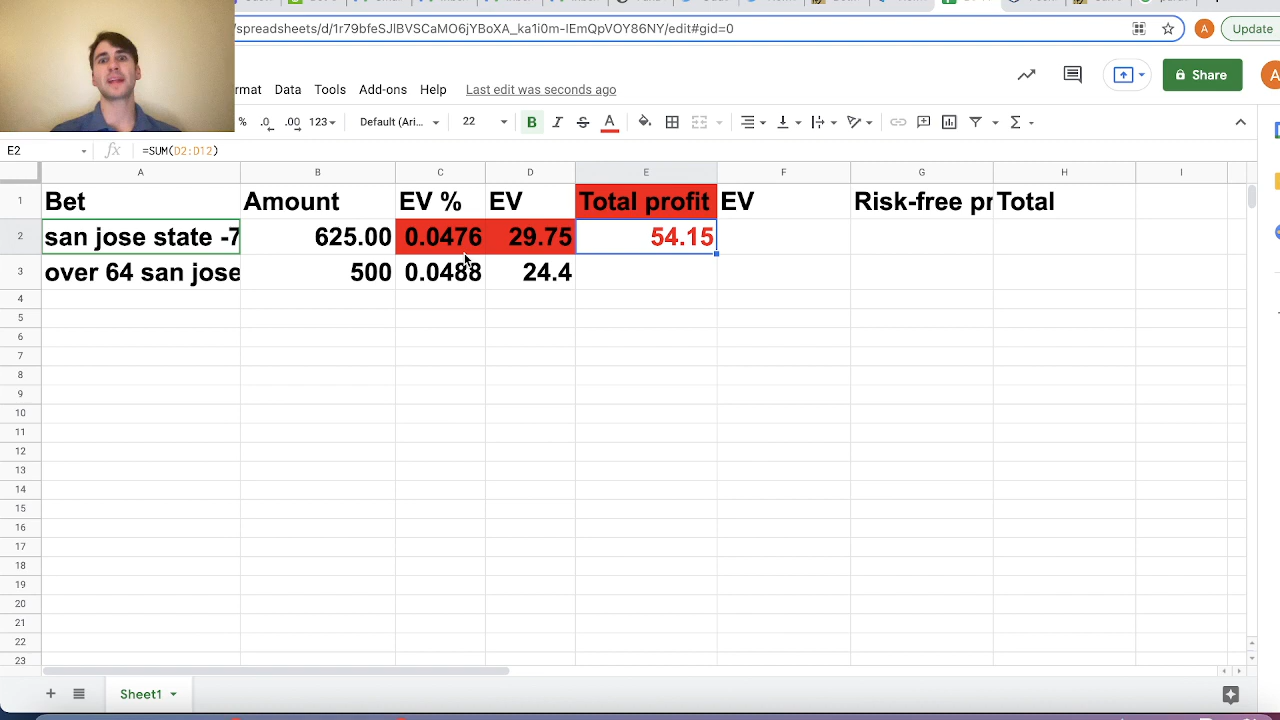 /spreadsheets/d/1r79bfeSJlBVSCaMO6jYBoXA_ka1i0m-lEmQpVOY86NY/edit#gid=0
Update
rmat Data Tools Add-ons Help Last edit was seconds ago
Share
A
% .0 .00 123 Default (Ari... 22 B I S A
E2 fx =SUM(D2:D12)
A B C D E F G H I
1 Bet Amount EV % EV Total profit EV Risk-free pr Total
2 san jose state -7 625.00 0.0476 29.75 54.15
3 over 64 san jose 500 0.0488 24.4
4
5
6
7
8
9
10
11
12
13
14
15
16
17
18
19
20
21
22
23
Sheet1